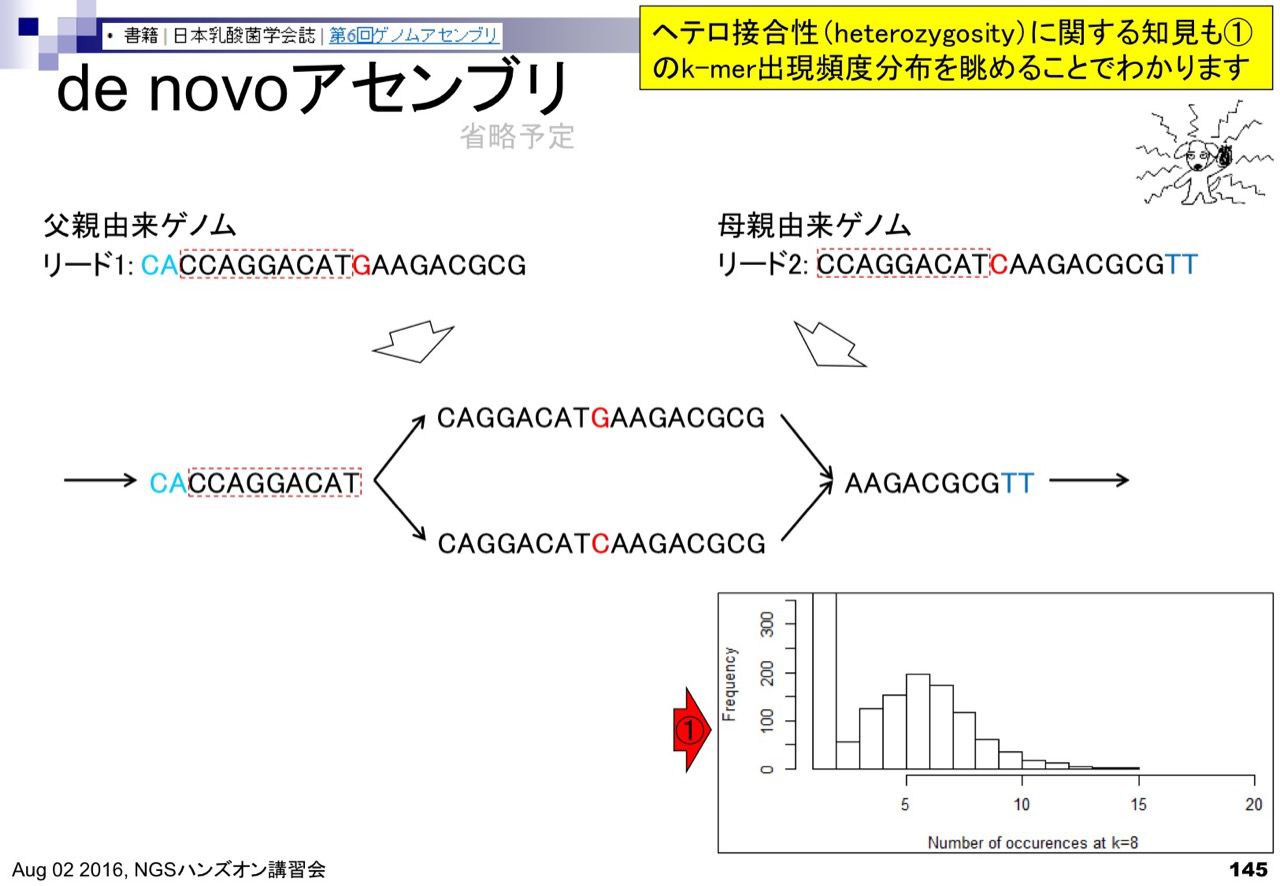 • 書籍 | 日本乳酸菌学会誌 | 第6回ゲノムアセンブリ
de novoアセンブリ
省略予定
ヘテロ接合性（heterozygosity）に関する知見も①
のk-mer出現頻度分布を眺めることでわかります
父親由来ゲノム
リード1: CACCAGGACATGAAGACGCG
母親由来ゲノム
リード2: CCAGGACATCAAGACGCGTT
CAGGACATGAAGACGCG
CACCAGGACAT
AAGACGCGTT
CAGGACATCAAGACGCG
①
Frequency
300
200
100
0
5 10 15 20
Number of occurences at k=8
Aug 02 2016, NGSハンズオン講習会
145